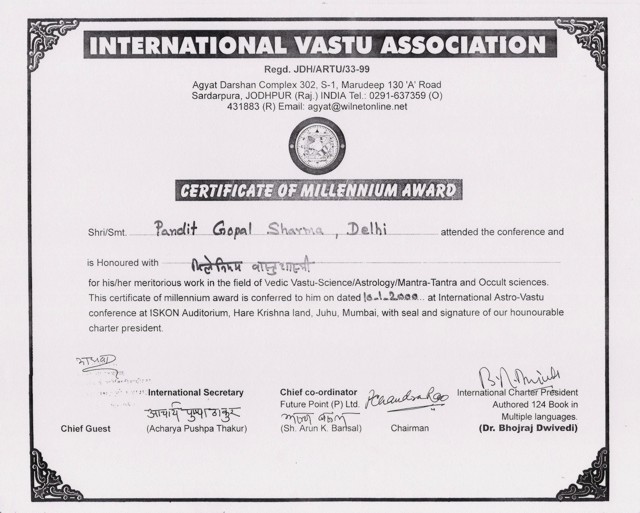 INTERNATIONAL VASTU ASSOCIATION
Regd. JDH/ARTU/33-99
Agyat Darshan Complex 302, S-1, Marudeep 130 'A' Road
Sardarpura, JODHPUR (Raj.) INDIA Tel.: 0291-637359 (O)
431883 (R) Email: agyat@wilnetonline.net
CERTIFICATE OF MILLENNIUM AWARD
Shri/Smt. Pandit Gopal Sharma, Delhi attended the conference and
is Honoured with मिलेनियम वास्तुशास्त्री
for his/her meritorious work in the field of Vedic Vastu-Science/Astrology/Mantra-Tantra and Occult sciences.
This certificate of millennium award is conferred to him on dated 10-1-2000.. at International Astro-Vastu
conference at ISKON Auditorium, Hare Krishna land, Juhu, Mumbai, with seal and signature of our hounourable
charter president.
Chief Guest
International Secretary
आचार्य पुष्पा ठाकुर
(Acharya Pushpa Thakur)
Chief co-ordinator
Future Point (P) Ltd.
(Sh. Arun K. Bansal)
Chairman
International Charter President
Authored 124 Book in
Multiple languages.
(Dr. Bhojraj Dwivedi)